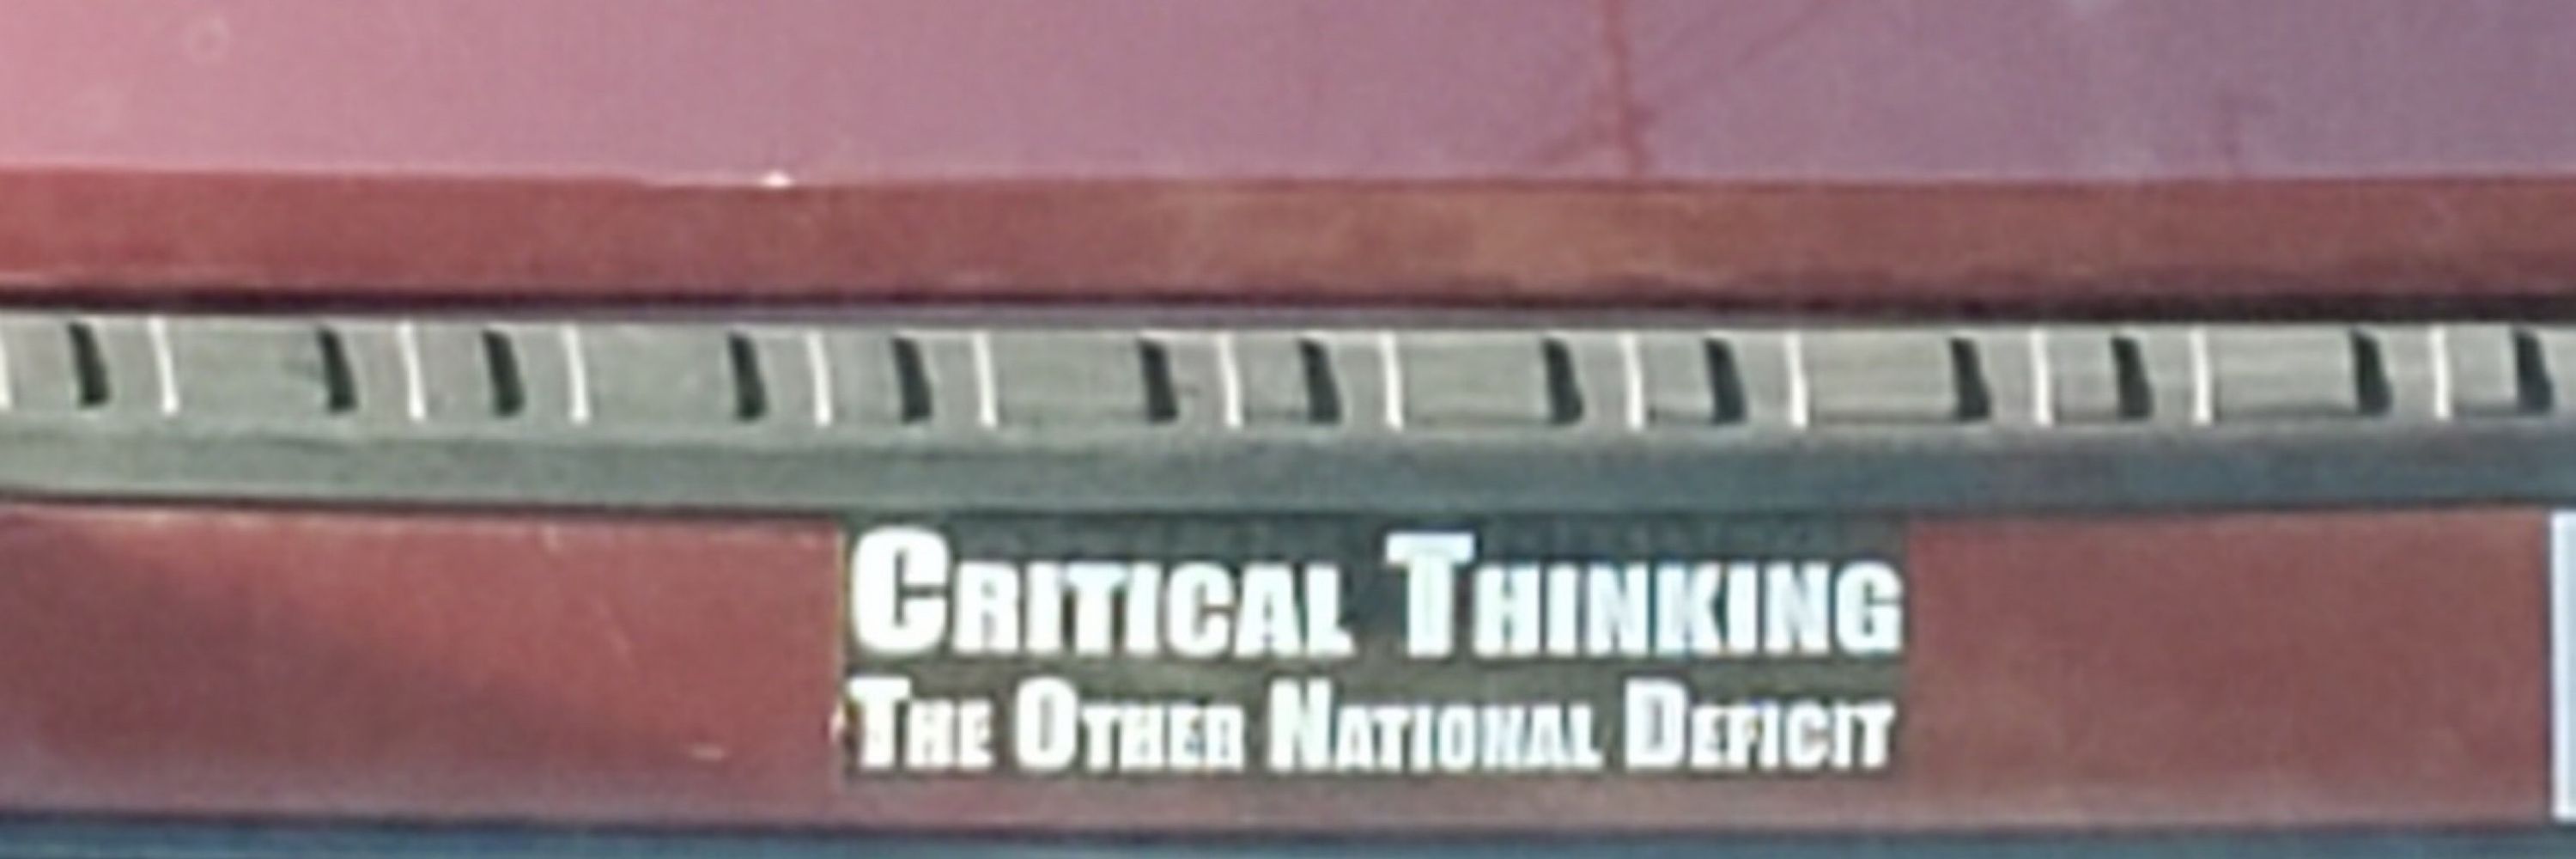 CRITICAL THINKING
THE OTHER NATIONAL DEFICIT